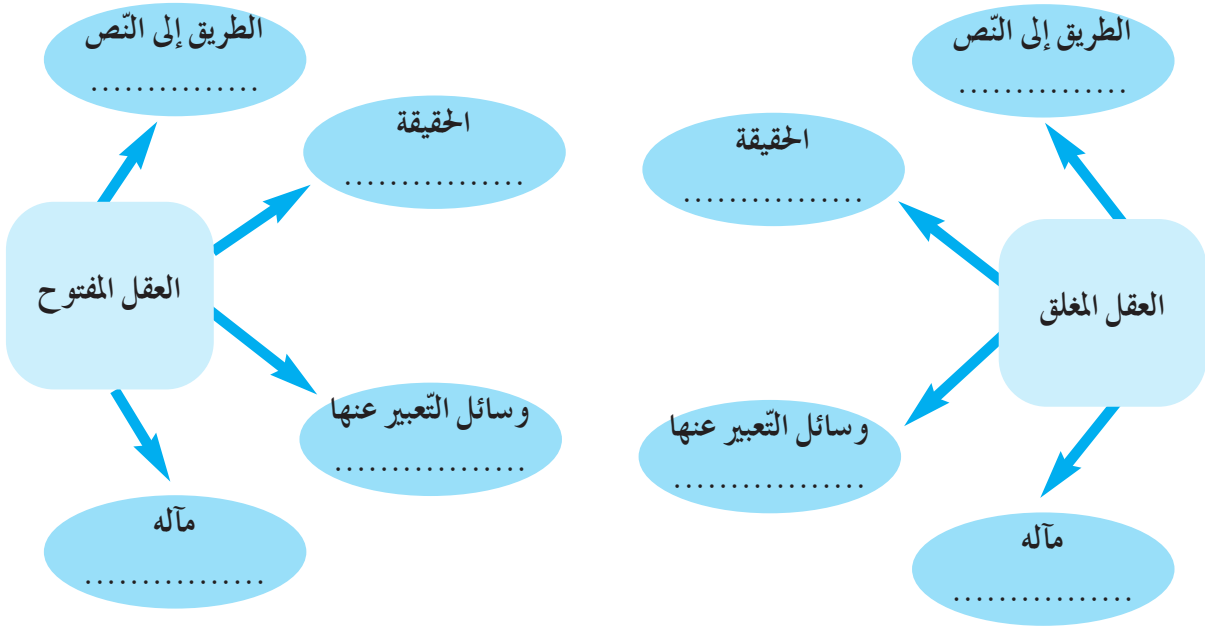 الطريق إلى النّص
................
الحقيقة
................
العقل المغلق
وسائل التّعبير عنها
.................
مآله
................
الطريق إلى النّص
................
الحقيقة
................
العقل المفتوح
وسائل التّعبير عنها
.................
مآله
................